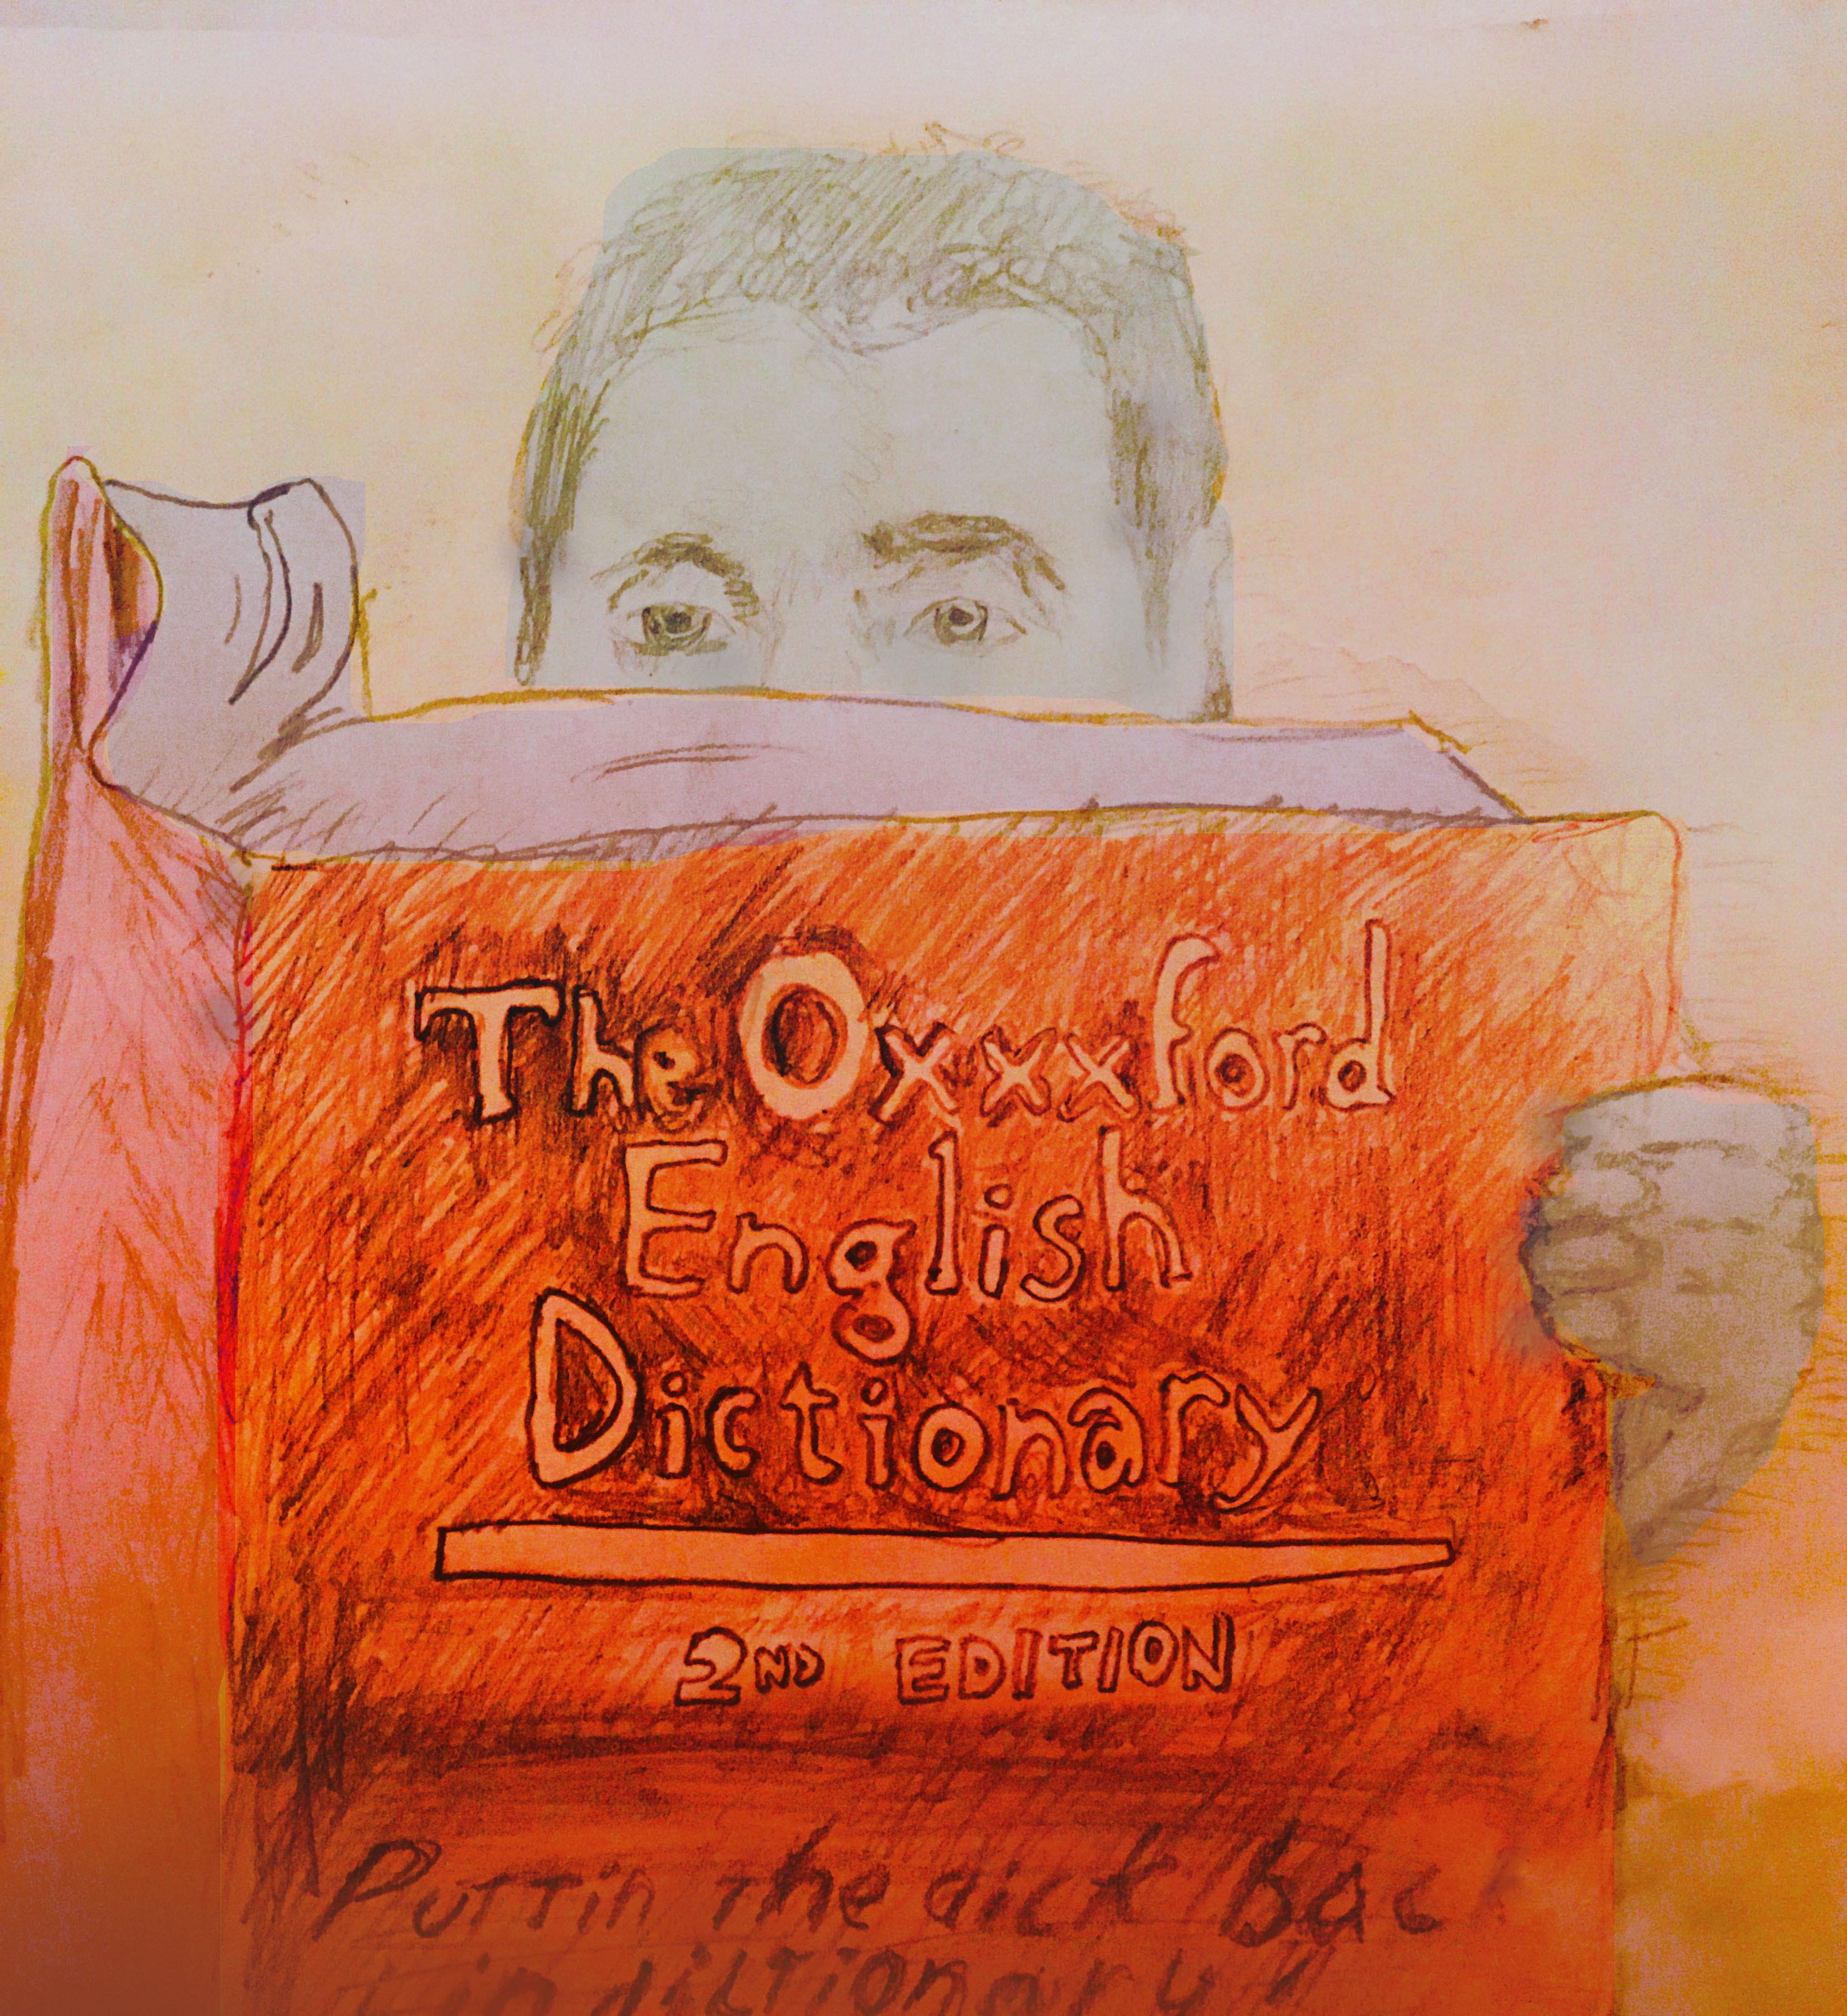 The Oxxxford
English
Dictionary
2ND EDITION
Puttin the dick bac
in dictionary